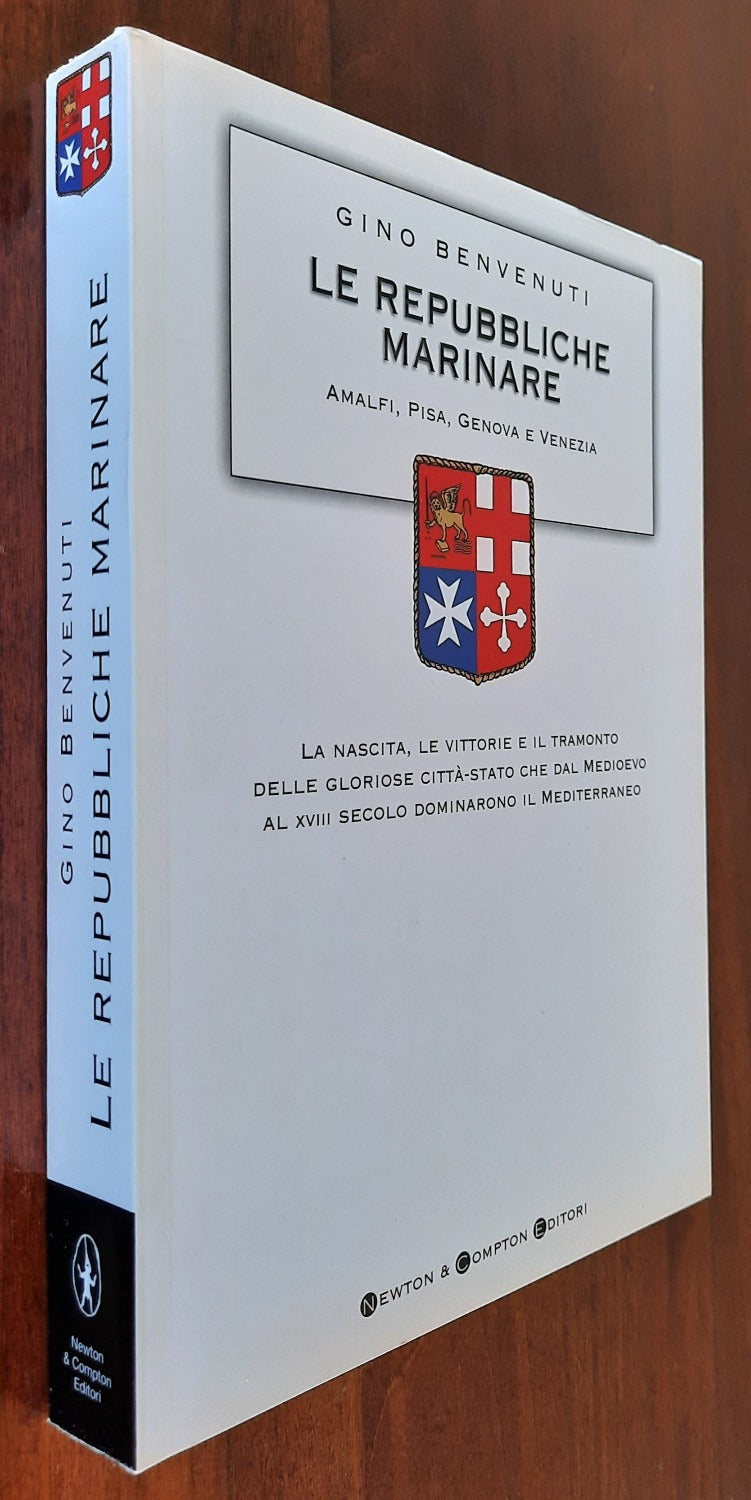 GINO BENVENUTI
LE REPUBBLICHE
MARINARE
AMALFI, PISA, GENOVA E VENEZIA
LA NASCITA, LE VITTORIE E IL TRAMONTO
DELLE GLORIOSE CITTÀ-STATO CHE DAL MEDIOEVO
AL XVIII SECOLO DOMINARONO IL MEDITERRANEO
NEWTON & COMPTON EDITORI
GINO BENVENUTI
LE REPUBBLICHE MARINARE
Newton
& Compton
Editori